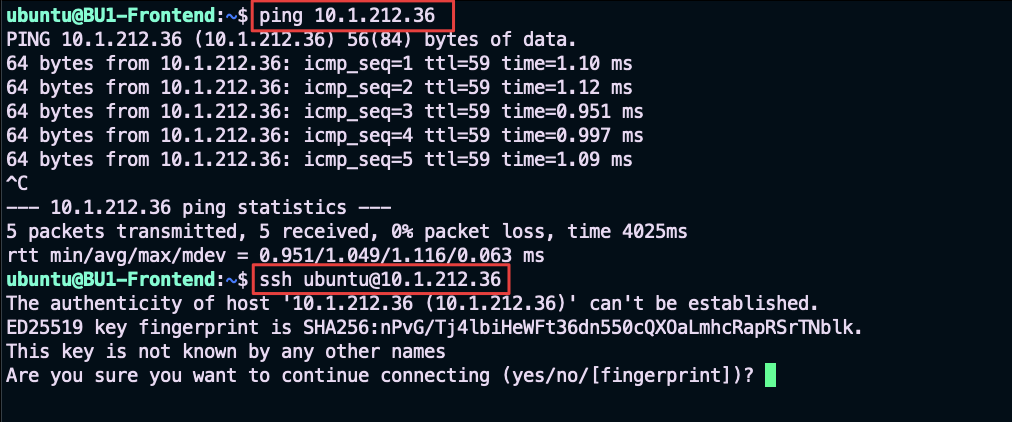 ubuntu@BU1-Frontend:~$ ping 10.1.212.36
PING 10.1.212.36 (10.1.212.36) 56(84) bytes of data.
64 bytes from 10.1.212.36: icmp_seq=1 ttl=59 time=1.10 ms
64 bytes from 10.1.212.36: icmp_seq=2 ttl=59 time=1.12 ms
64 bytes from 10.1.212.36: icmp_seq=3 ttl=59 time=0.951 ms
64 bytes from 10.1.212.36: icmp_seq=4 ttl=59 time=0.997 ms
64 bytes from 10.1.212.36: icmp_seq=5 ttl=59 time=1.09 ms
^C
--- 10.1.212.36 ping statistics ---
5 packets transmitted, 5 received, 0% packet loss, time 4025ms
rtt min/avg/max/mdev = 0.951/1.049/1.116/0.063 ms
ubuntu@BU1-Frontend:~$ ssh ubuntu@10.1.212.36
The authenticity of host '10.1.212.36 (10.1.212.36)' can't be established.
ED25519 key fingerprint is SHA256:nPvG/Tj4lbiHeWFt36dn550cQXOaLmhcRapRSrTNblk.
This key is not known by any other names
Are you sure you want to continue connecting (yes/no/[fingerprint])?